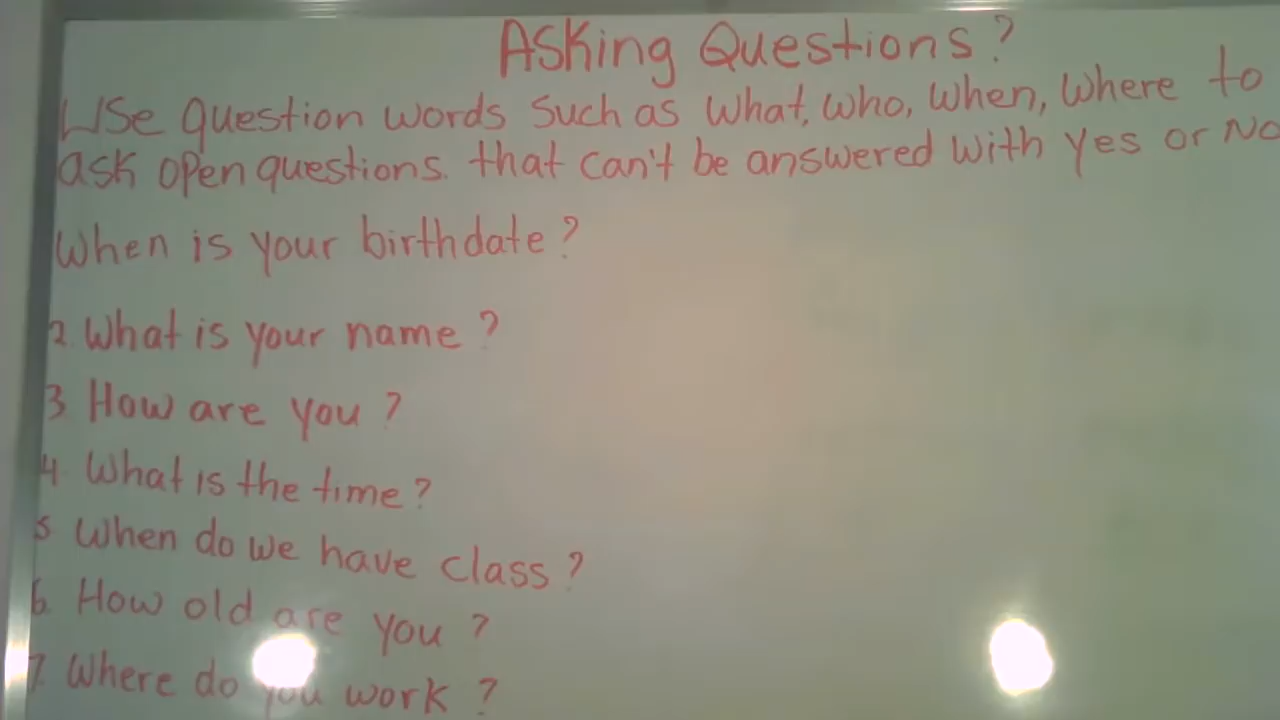 Asking Questions?
Use question words such as what, who, when, where to
ask open questions. that can't be answered with yes or No
When is your birthdate?
2. What is your name?
3. How are you?
4. What is the time?
5 When do we have class?
6. How old are you?
7. Where do you work?